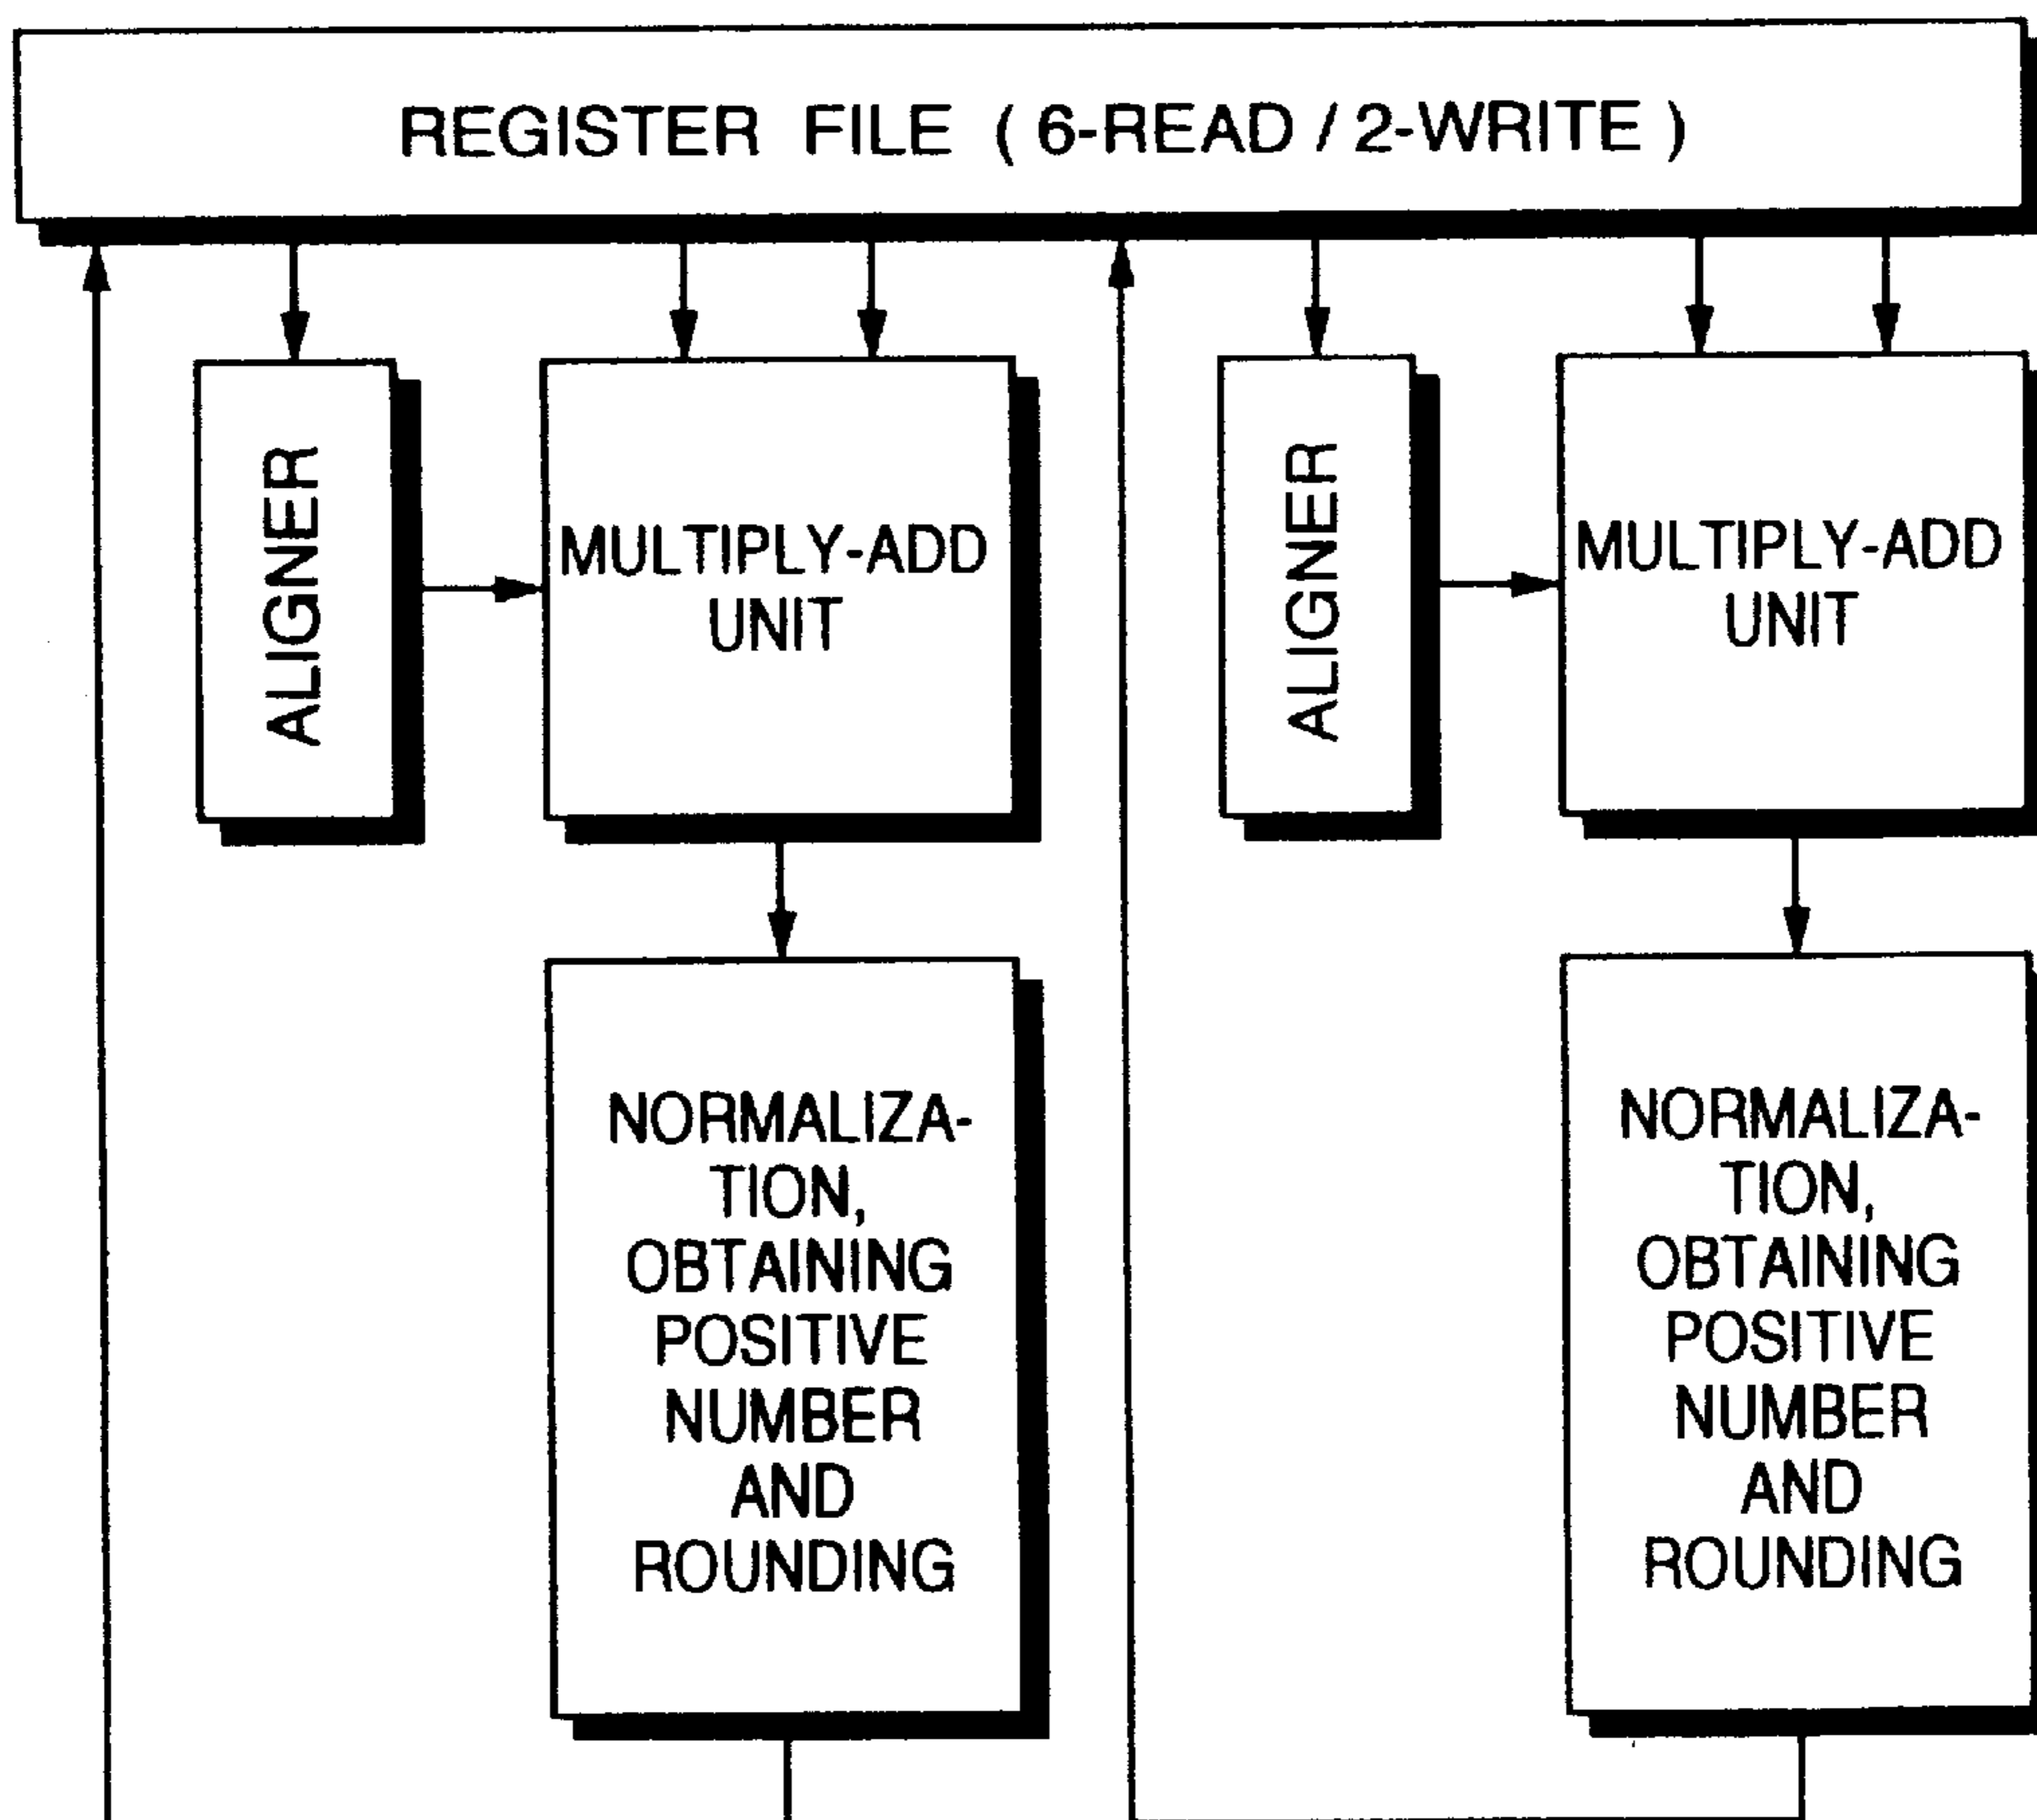 REGISTER FILE ( 6-READ / 2-WRITE )
ALIGNER
MULTIPLY-ADD
UNIT
ALIGNER
MULTIPLY-ADD
UNIT
NORMALIZA-
TION,
OBTAINING
POSITIVE
NUMBER
AND
ROUNDING
NORMALIZA-
TION,
OBTAINING
POSITIVE
NUMBER
AND
ROUNDING